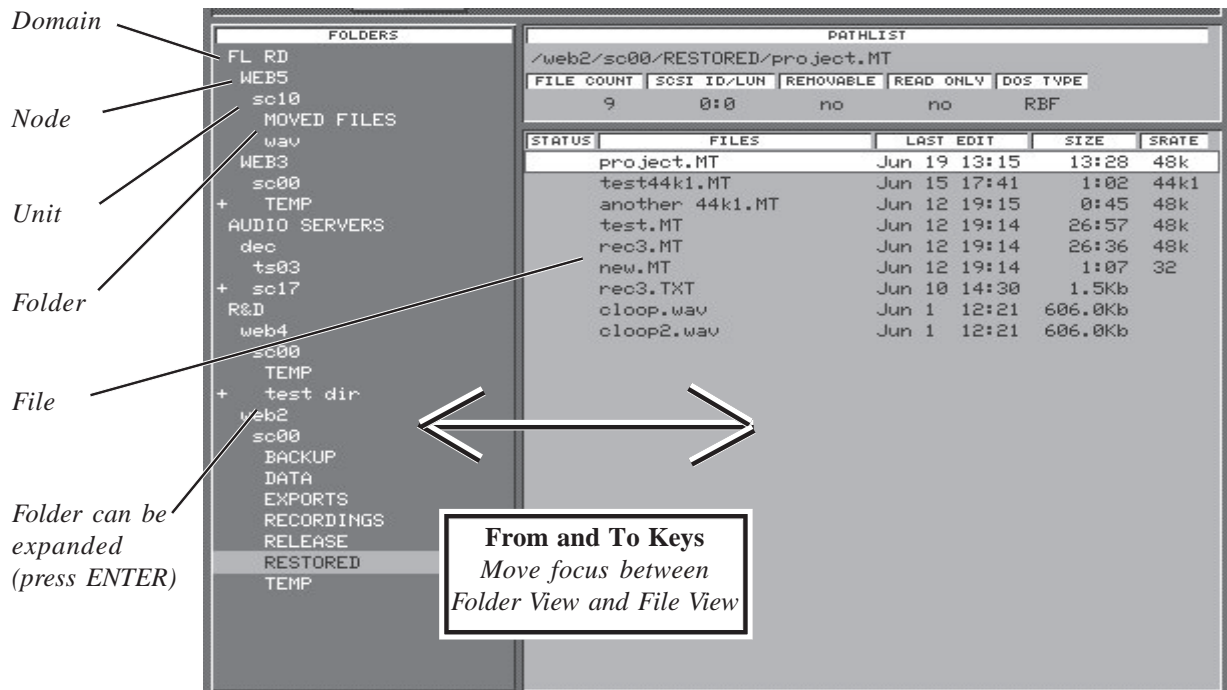 Domain
Node
Unit
Folder
File
Folder can be
expanded
(press ENTER)
FOLDERS
FL RD
WEB5
sc10
MOVED FILES
wav
WEB3
sc00
+ TEMP
AUDIO SERVERS
dec
ts03
+ sc17
R&D
web4
sc00
TEMP
+ test dir
web2
sc00
BACKUP
DATA
EXPORTS
RECORDINGS
RELEASE
RESTORED
TEMP
PATHLIST
/web2/sc00/RESTORED/project.MT
FILE COUNT SCSI ID/LUN REMOVABLE READ ONLY DOS TYPE
9 0:0 no no RBF
STATUS FILES LAST EDIT SIZE SRATE
project.MT Jun 19 13:15 13:28 48k
test44k1.MT Jun 15 17:41 1:02 44k1
another 44k1.MT Jun 12 19:15 0:45 48k
test.MT Jun 12 19:14 26:57 48k
rec3.MT Jun 12 19:14 26:36 48k
new.MT Jun 12 19:14 1:07 32
rec3.TXT Jun 10 14:30 1.5Kb
cloop.wav Jun 1 12:21 606.0Kb
cloop2.wav Jun 1 12:21 606.0Kb
From and To Keys
Move focus between
Folder View and File View